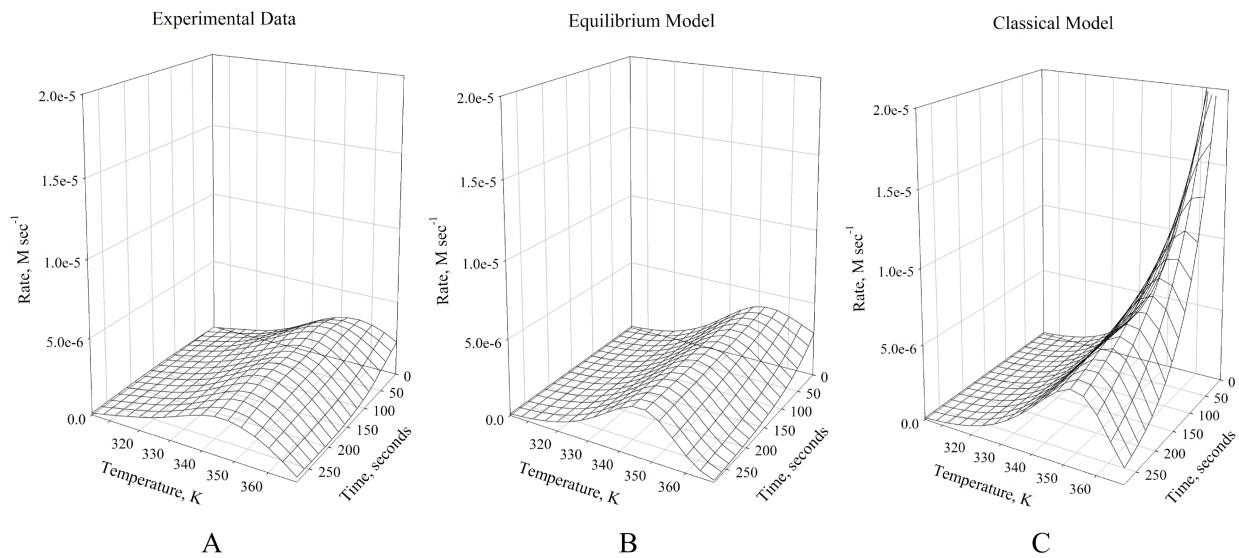 Experimental Data
2.0e-5
1.5e-5
1.0e-5
5.0e-6
0.0
Rate, M sec-1
320
330
340
350
360
Temperature, K
0
50
100
150
200
250
Time, seconds
A
Equilibrium Model
2.0e-5
1.5e-5
1.0e-5
5.0e-6
0.0
Rate, M sec-1
320
330
340
350
360
Temperature, K
0
50
100
150
200
250
Time, seconds
B
Classical Model
2.0e-5
1.5e-5
1.0e-5
5.0e-6
0.0
Rate, M sec-1
320
330
340
350
360
Temperature, K
0
50
100
150
200
250
Time, seconds
C